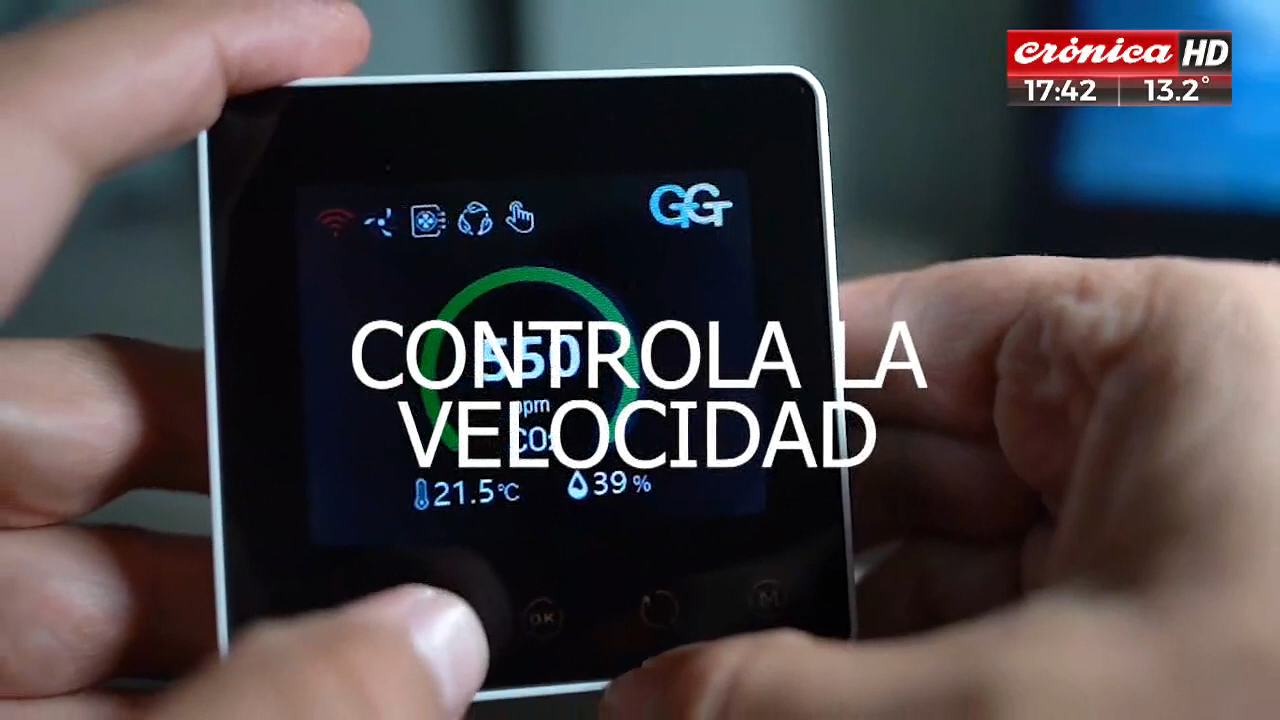 crónica HD
17:42 13.2°
GG
CONTROLA LA
550
ppm
VELOCIDAD
CO₂
21.5°C 39 %
OK M